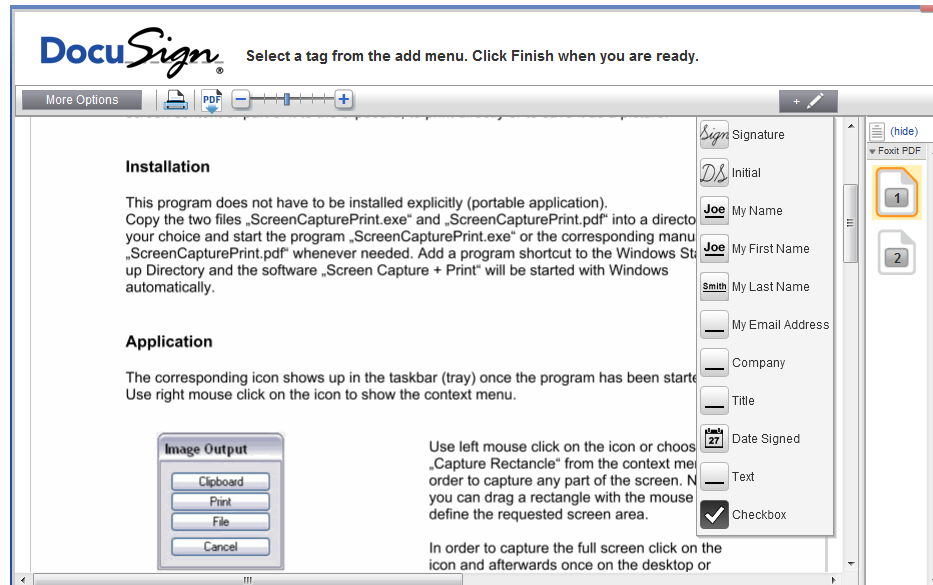 DocuSign®
Select a tag from the add menu. Click Finish when you are ready.
More Options
PDF
+
(hide)
Foxit PDF
1
2
Installation
This program does not have to be installed explicitly (portable application).
Copy the two files „ScreenCapturePrint.exe“ and „ScreenCapturePrint.pdf“ into a directo
your choice and start the program „ScreenCapturePrint.exe“ or the corresponding manu
„ScreenCapturePrint.pdf“ whenever needed. Add a program shortcut to the Windows Sta
up Directory and the software „Screen Capture + Print“ will be started with Windows
automatically.
Application
The corresponding icon shows up in the taskbar (tray) once the program has been starte
Use right mouse click on the icon to show the context menu.
Image Output
Clipboard
Print
File
Cancel
Use left mouse click on the icon or choos
„Capture Rectancle“ from the context me
order to capture any part of the screen. N
you can drag a rectangle with the mouse
define the requested screen area.
In order to capture the full screen click on the
icon and afterwards once on the desktop or
Sign Signature
DS Initial
Joe My Name
Joe My First Name
Smith My Last Name
My Email Address
Company
Title
27 Date Signed
Text
Checkbox